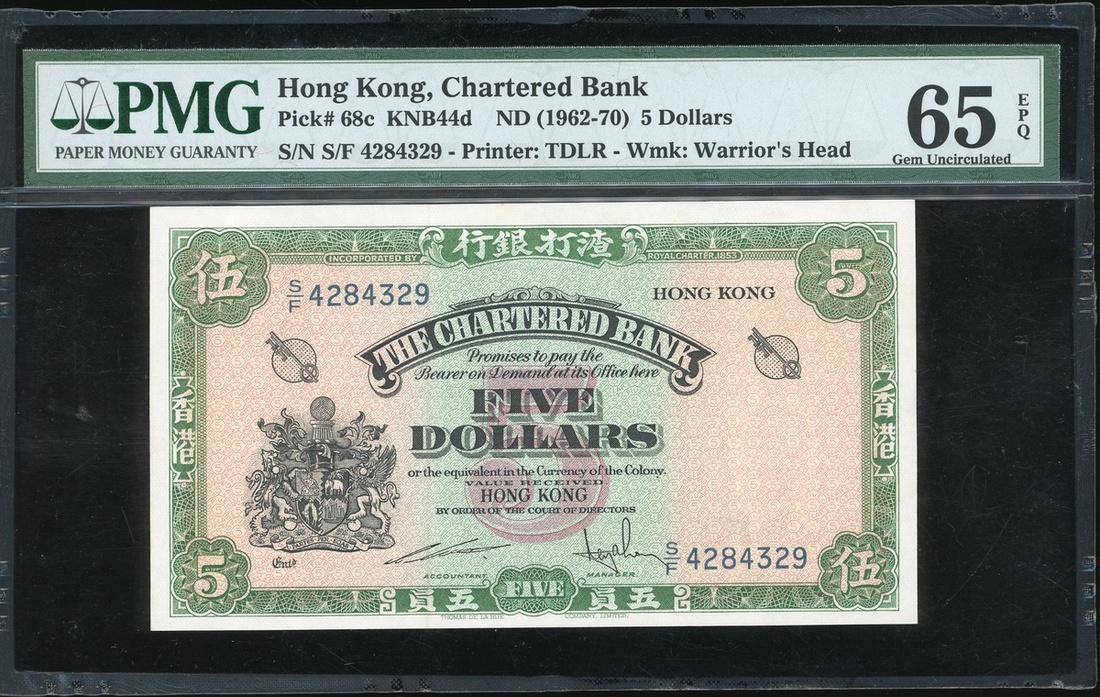 PMG
PAPER MONEY GUARANTY
Hong Kong, Chartered Bank
Pick# 68c KNB44d ND (1962-70) 5 Dollars
S/N S/F 4284329 - Printer: TDLR - Wmk: Warrior's Head
65 EPQ
Gem Uncirculated
行銀打渣
INCORPORATED BY ROYAL CHARTER, 1853
伍
5
S/F 4284329
HONG KONG
THE CHARTERED BANK
Promises to pay the
Bearer on Demand at its Office here
5
FIVE
DOLLARS
or the equivalent in the Currency of the Colony.
VALUE RECEIVED
HONG KONG
BY ORDER OF THE COURT OF DIRECTORS
香港
香港
Entd
ACCOUNTANT
MANAGER
S/F 4284329
5
員五
FIVE
員五
伍
THOMAS DE LA RUE COMPANY, LIMITED.